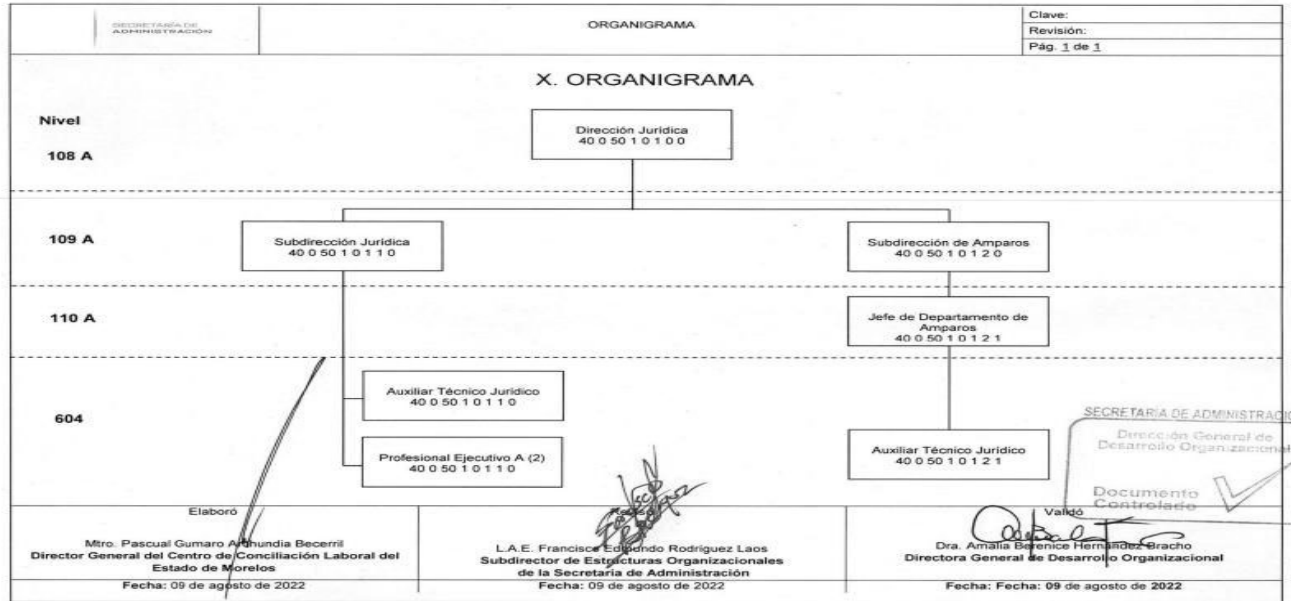 SECRETARÍA DE
ADMINISTRACIÓN
ORGANIGRAMA
Clave:
Revisión:
Pág. 1 de 1
X. ORGANIGRAMA
Nivel
Dirección Jurídica
40 0 50 1 0 1 0 0
108 A
109 A
Subdirección Jurídica
40 0 50 1 0 1 1 0
Subdirección de Amparos
40 0 50 1 0 1 2 0
110 A
Jefe de Departamento de
Amparos
40 0 50 1 0 1 2 1
604
Auxiliar Técnico Jurídico
40 0 50 1 0 1 1 0
Profesional Ejecutivo A (2)
40 0 50 1 0 1 1 0
Auxiliar Técnico Jurídico
40 0 50 1 0 1 2 1
SECRETARÍA DE ADMINISTRACIÓ
Dirección General de
Desarrollo Organizacional
Documento
Controlado
Elaboró
Mtro. Pascual Gumaro Archundia Becerril
Director General del Centro de Conciliación Laboral del
Estado de Morelos
Fecha: 09 de agosto de 2022
L.A.E. Francisco Edmundo Rodríguez Laos
Subdirector de Estructuras Organizacionales
de la Secretaría de Administración
Fecha: 09 de agosto de 2022
Validó
Dra. Amalia Berenice Hernández Bracho
Directora General de Desarrollo Organizacional
Fecha: Fecha: 09 de agosto de 2022